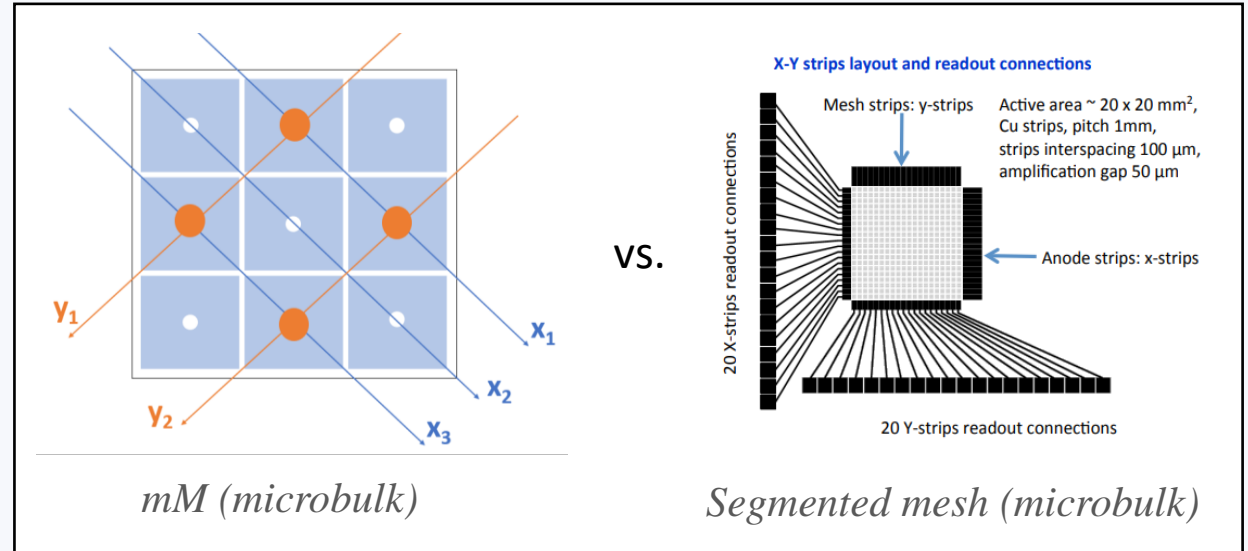 y₁
y₂
x₁
x₂
x₃
mM (microbulk)
vs.
X-Y strips layout and readout connections
Mesh strips: y-strips
Active area ~ 20 x 20 mm²,
Cu strips, pitch 1mm,
strips interspacing 100 µm,
amplification gap 50 µm
20 X-strips readout connections
Anode strips: x-strips
20 Y-strips readout connections
Segmented mesh (microbulk)